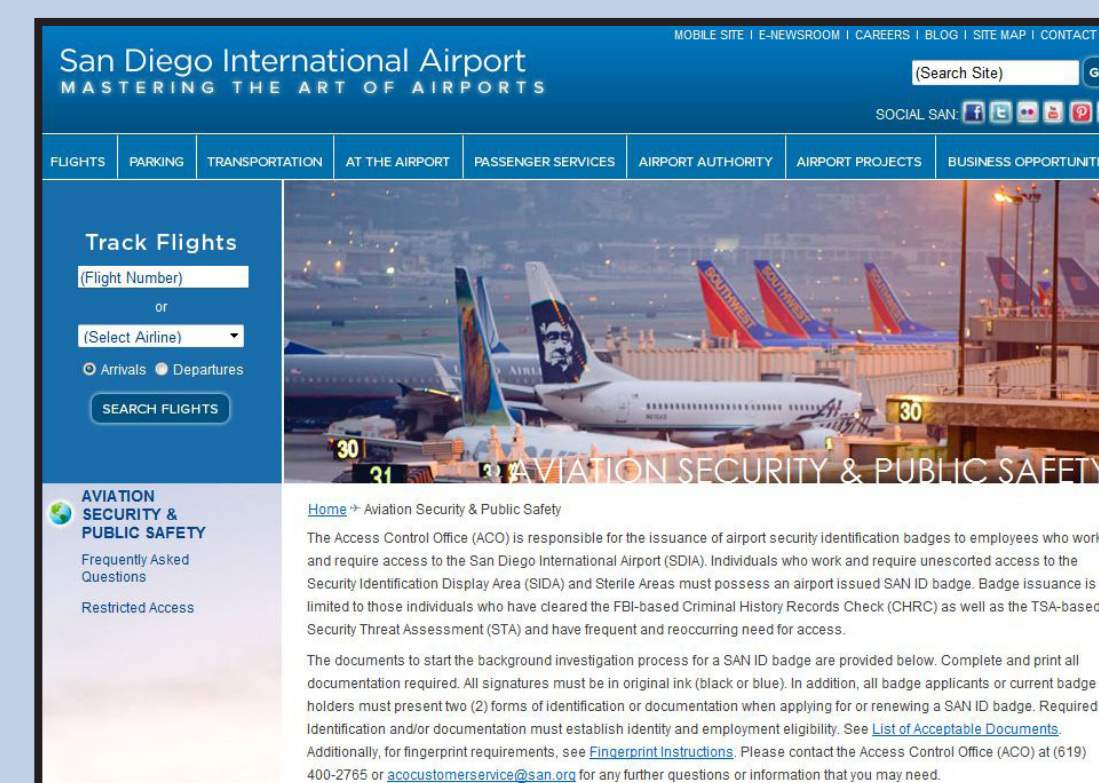 MOBILE SITE | E-NEWSROOM | CAREERS | BLOG | SITE MAP | CONTACT
San Diego International Airport
MASTERING THE ART OF AIRPORTS
(Search Site)
G
SOCIAL SAN:
FLIGHTS PARKING TRANSPORTATION AT THE AIRPORT PASSENGER SERVICES AIRPORT AUTHORITY AIRPORT PROJECTS BUSINESS OPPORTUNITI
Track Flights
(Flight Number)
or
(Select Airline)
Arrivals Departures
SEARCH FLIGHTS
SOUTHWEST
SOUTHWEST
SOUTHWEST
30
30
31
AVIATION SECURITY & PUBLIC SAFETY
AVIATION
SECURITY &
PUBLIC SAFETY
Frequently Asked
Questions
Restricted Access
Home Aviation Security & Public Safety
The Access Control Office (ACO) is responsible for the issuance of airport security identification badges to employees who work
and require access to the San Diego International Airport (SDIA). Individuals who work and require unescorted access to the
Security Identification Display Area (SIDA) and Sterile Areas must possess an airport issued SAN ID badge. Badge issuance is
limited to those individuals who have cleared the FBI-based Criminal History Records Check (CHRC) as well as the TSA-based
Security Threat Assessment (STA) and have frequent and reoccurring need for access.
The documents to start the background investigation process for a SAN ID badge are provided below. Complete and print all
documentation required. All signatures must be in original ink (black or blue). In addition, all badge applicants or current badge
holders must present two (2) forms of identification or documentation when applying for or renewing a SAN ID badge. Required
Identification and/or documentation must establish identity and employment eligibility. See List of Acceptable Documents.
Additionally, for fingerprint requirements, see Fingerprint Instructions. Please contact the Access Control Office (ACO) at (619)
400-2765 or acocustomerservice@san.org for any further questions or information that you may need.